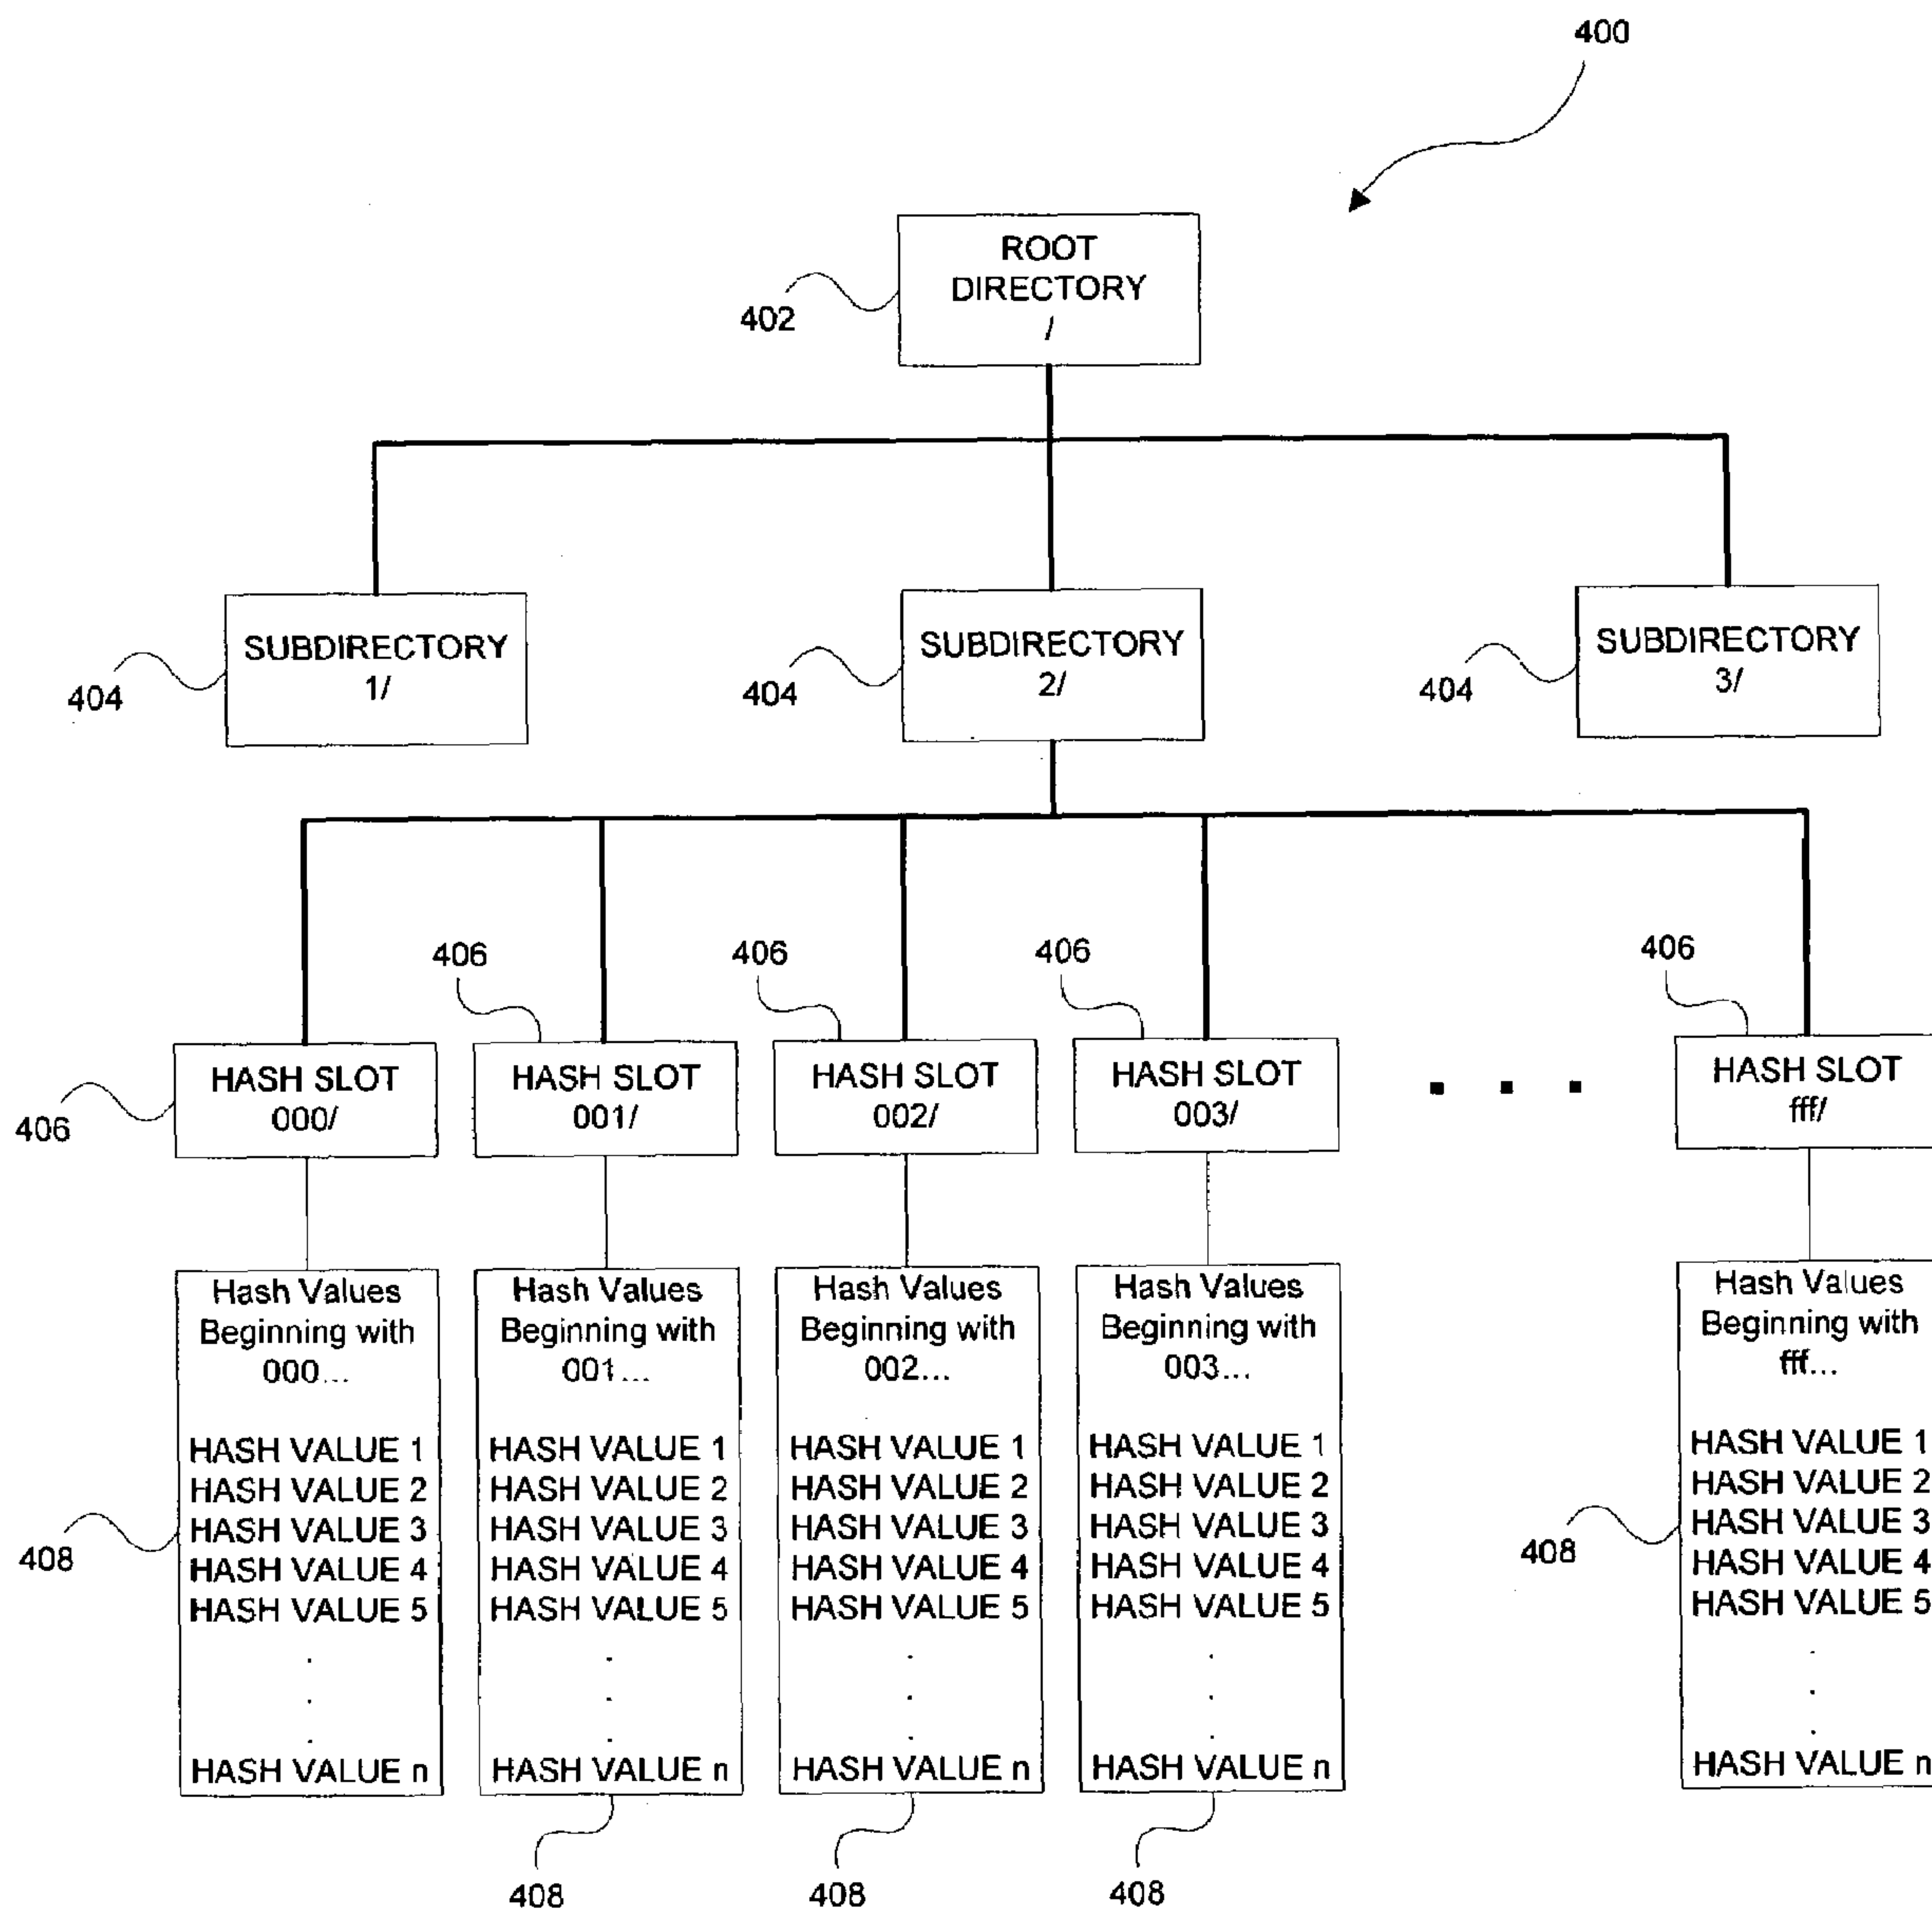 400
ROOT
DIRECTORY
/
402
SUBDIRECTORY
1/
404
SUBDIRECTORY
2/
404
SUBDIRECTORY
3/
404
406
406
406
406
HASH SLOT
000/
406
HASH SLOT
001/
HASH SLOT
002/
HASH SLOT
003/
. . .
HASH SLOT
fff/
Hash Values
Beginning with
000...
HASH VALUE 1
HASH VALUE 2
HASH VALUE 3
HASH VALUE 4
HASH VALUE 5
.
.
.
HASH VALUE n
408
Hash Values
Beginning with
001...
HASH VALUE 1
HASH VALUE 2
HASH VALUE 3
HASH VALUE 4
HASH VALUE 5
.
.
.
HASH VALUE n
408
Hash Values
Beginning with
002...
HASH VALUE 1
HASH VALUE 2
HASH VALUE 3
HASH VALUE 4
HASH VALUE 5
.
.
.
HASH VALUE n
408
Hash Values
Beginning with
003...
HASH VALUE 1
HASH VALUE 2
HASH VALUE 3
HASH VALUE 4
HASH VALUE 5
.
.
.
HASH VALUE n
408
Hash Values
Beginning with
fff...
HASH VALUE 1
HASH VALUE 2
HASH VALUE 3
HASH VALUE 4
HASH VALUE 5
.
.
.
HASH VALUE n
408